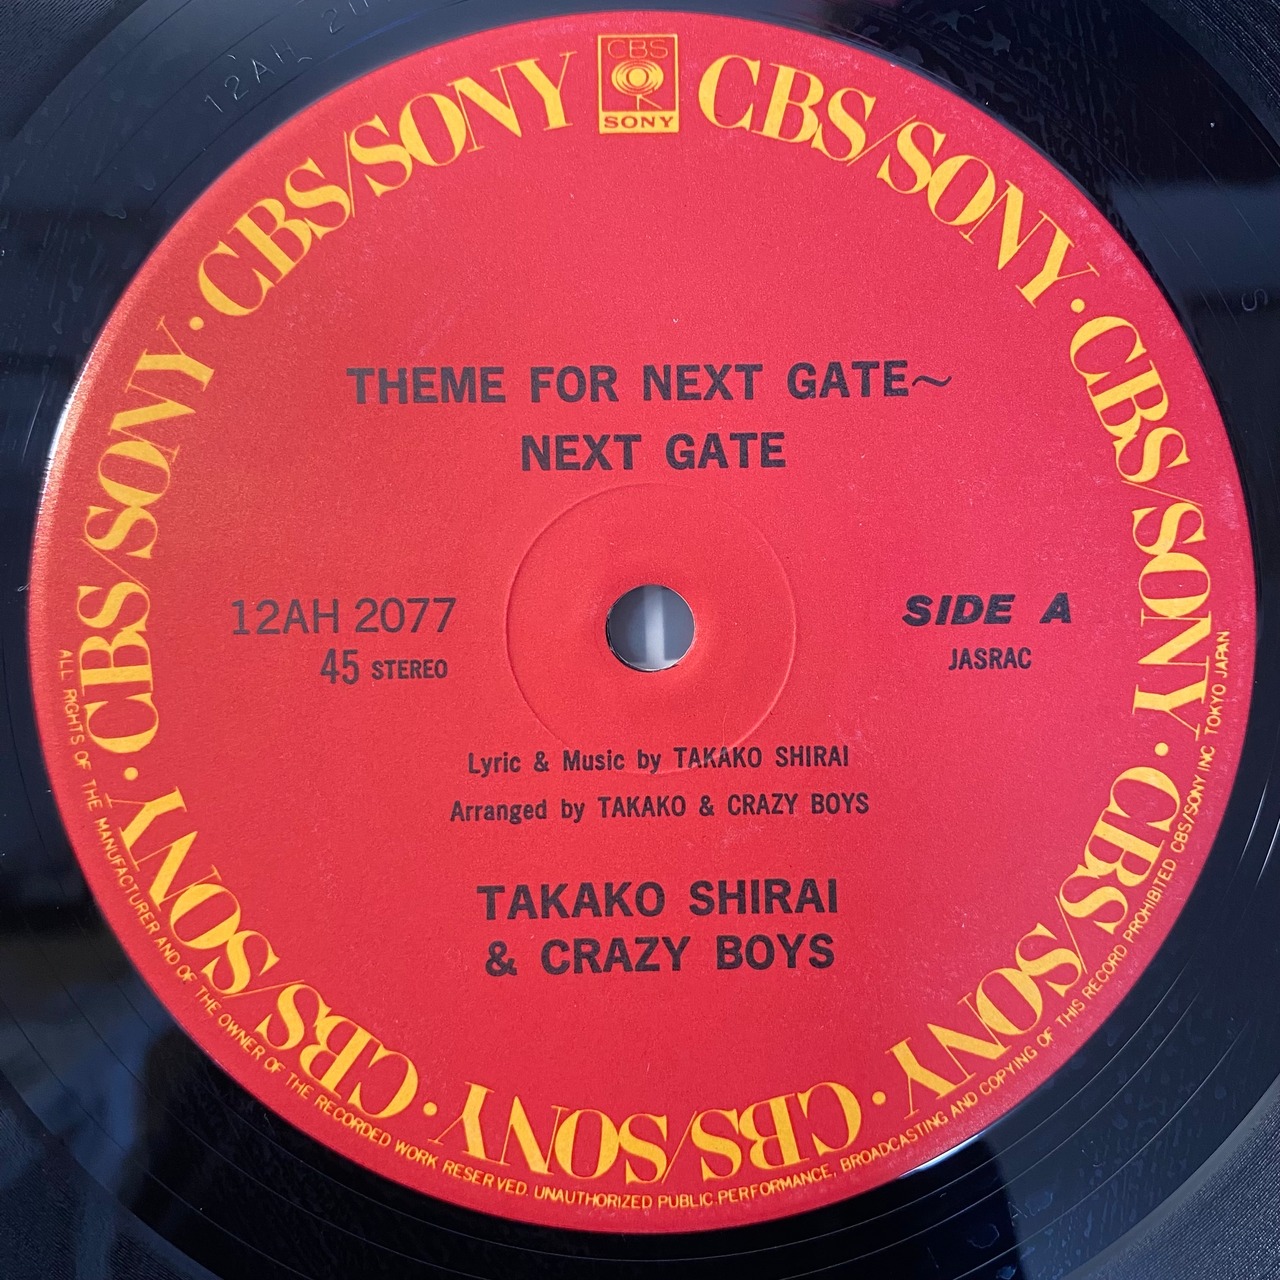 12AH 2
CBS
SONY
CBS/SONY · CBS/SONY · CBS/SONY · CBS/SONY · CBS/SONY · CBS/SONY · CBS/SONY
THEME FOR NEXT GATE~
NEXT GATE
12AH 2077
45 STEREO
SIDE A
JASRAC
Lyric & Music by TAKAKO SHIRAI
Arranged by TAKAKO & CRAZY BOYS
TAKAKO SHIRAI
& CRAZY BOYS
ALL RIGHTS OF THE MANUFACTURER AND OF THE OWNER OF THE RECORDED WORK RESERVED. UNAUTHORIZED PUBLIC PERFORMANCE, BROADCASTING AND COPYING OF THIS RECORD PROHIBITED CBS/SONY INC TOKYO JAPAN